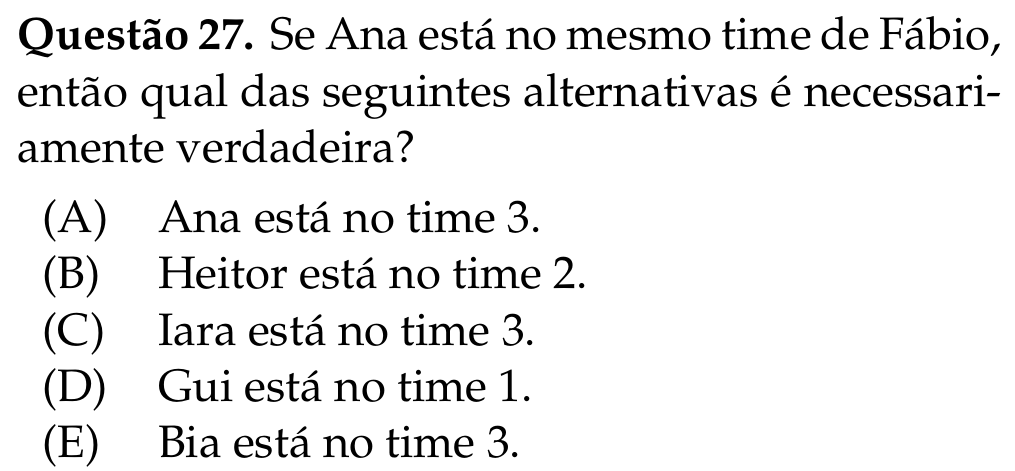 Questão 27. Se Ana está no mesmo time de Fábio,
então qual das seguintes alternativas é necessari-
amente verdadeira?
(A) Ana está no time 3.
(B) Heitor está no time 2.
(C) Iara está no time 3.
(D) Gui está no time 1.
(E) Bia está no time 3.